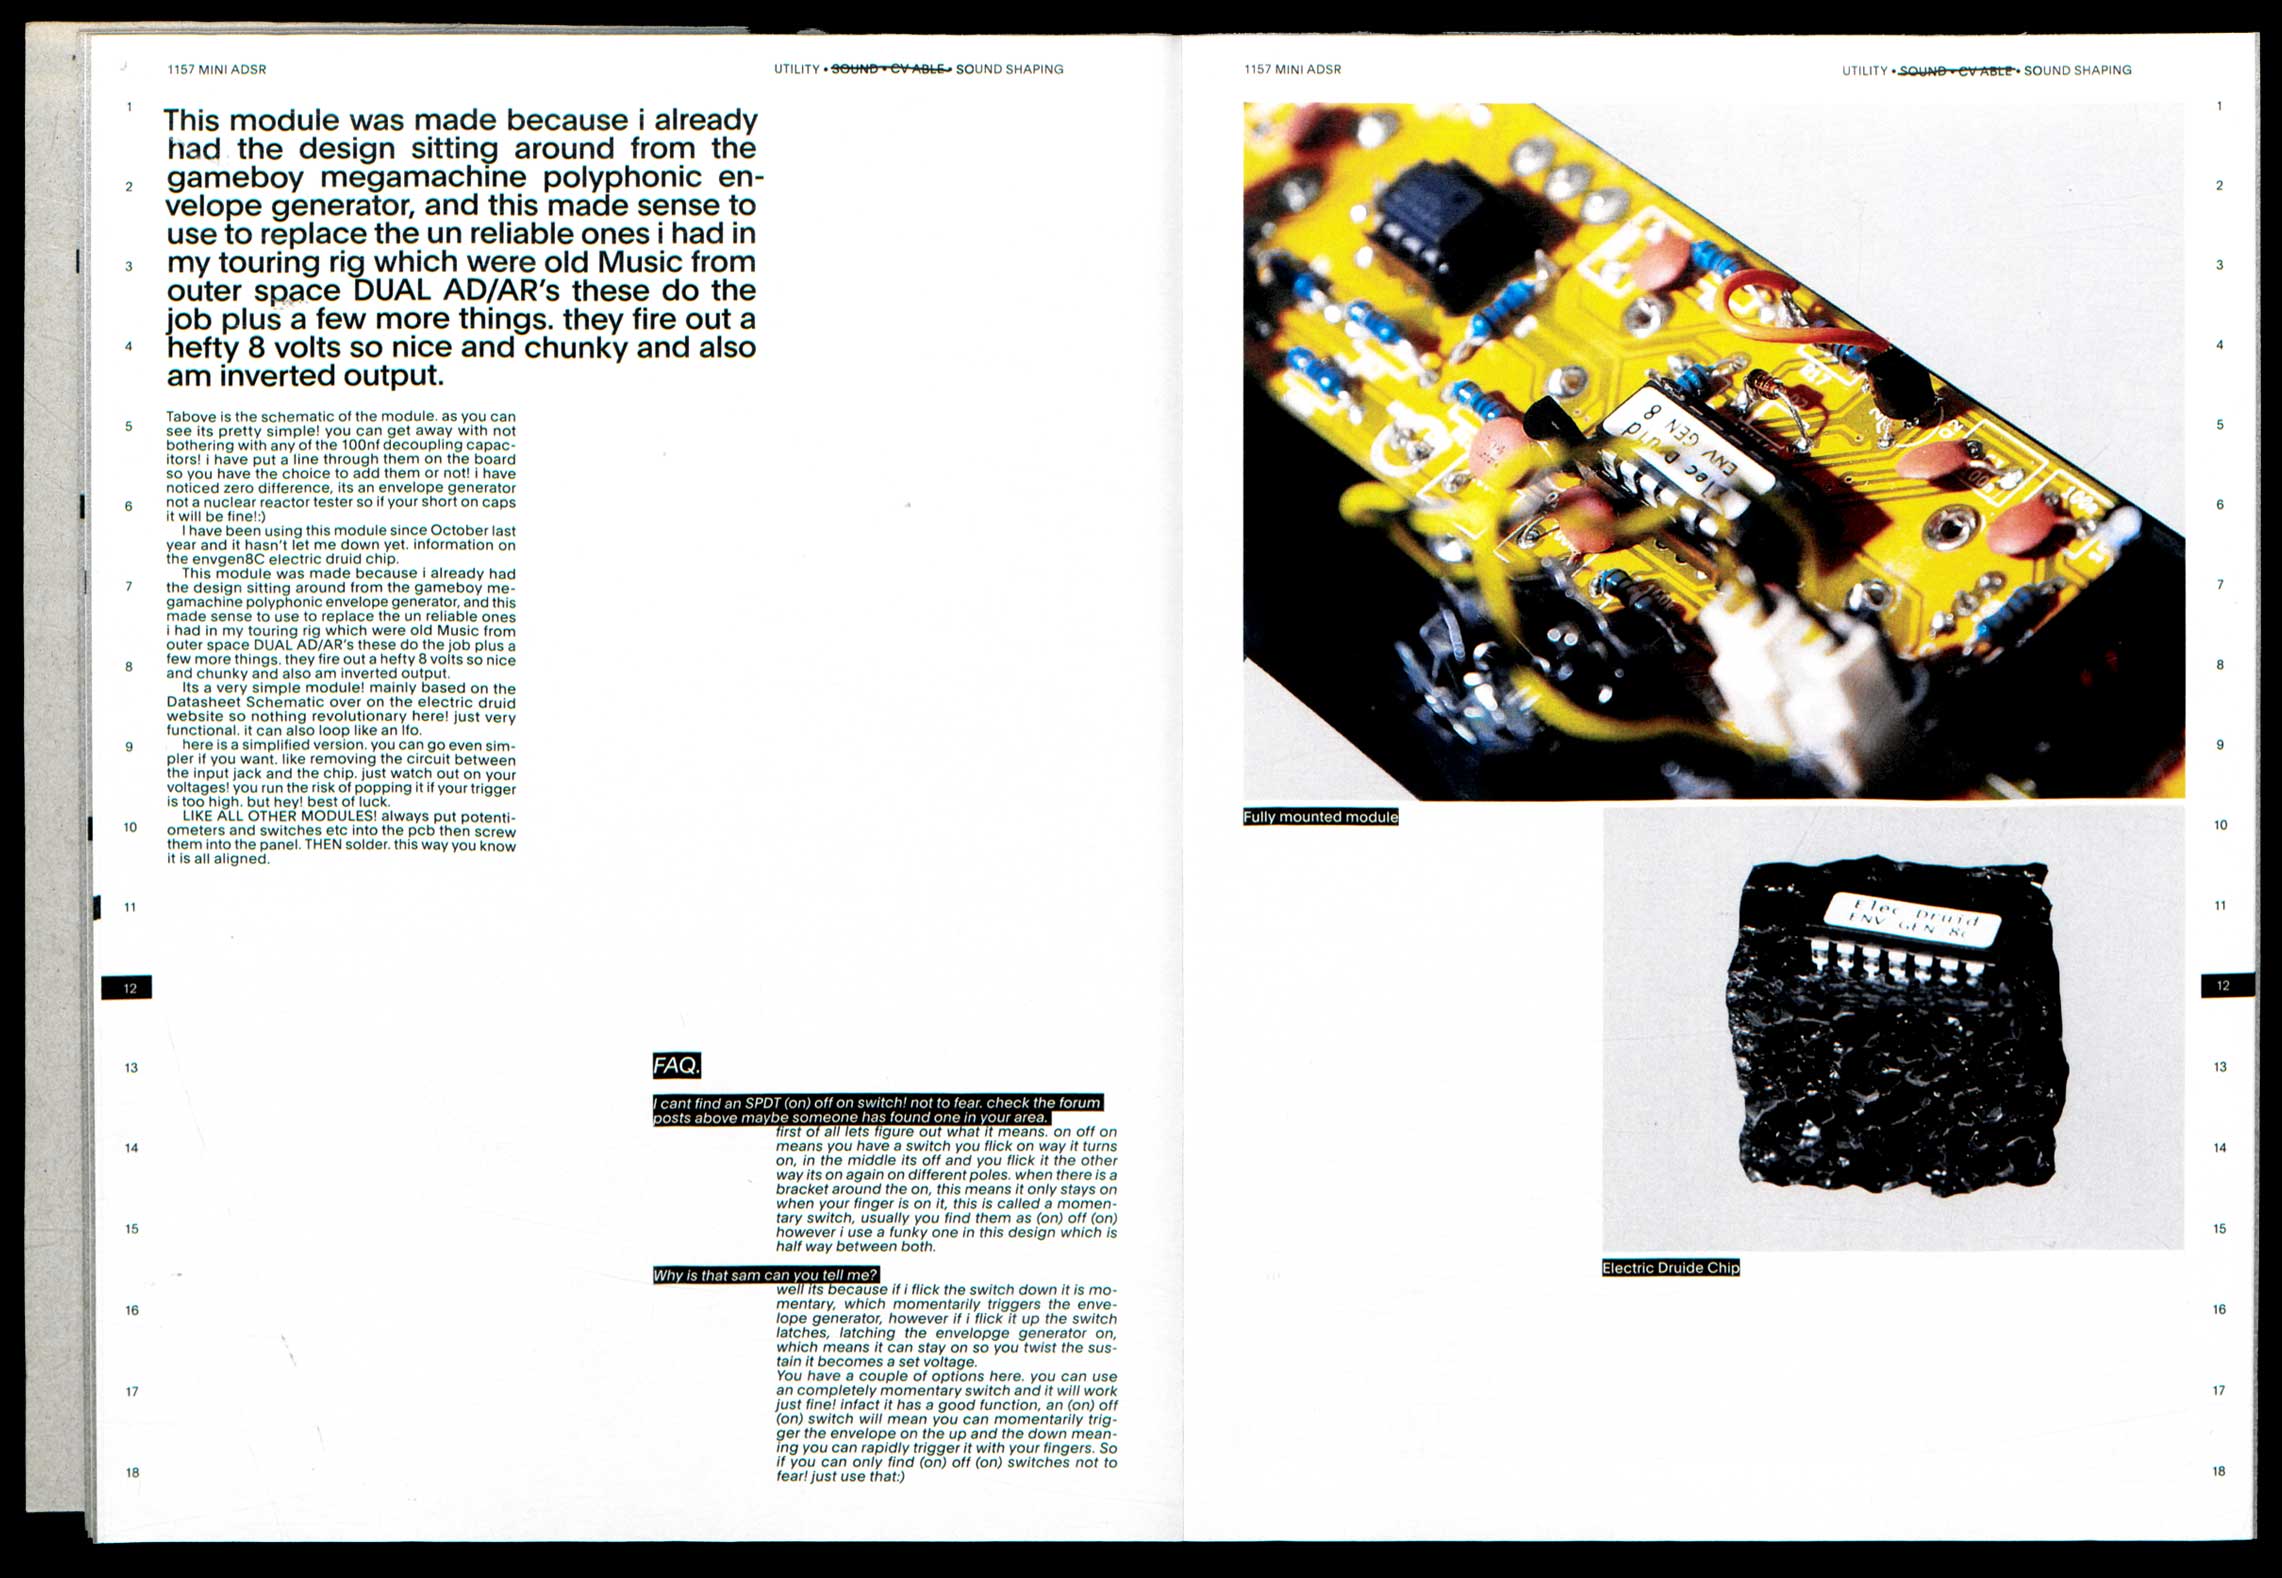 1157 MINI ADSR
UTILITY • SOUND • CV ABLE • SOUND SHAPING
1
2
3
4
5
6
7
8
9
10
11
12
13
14
15
16
17
18
This module was made because i already
had the design sitting around from the
gameboy megamachine polyphonic en-
velope generator, and this made sense to
use to replace the un reliable ones i had in
my touring rig which were old Music from
outer space DUAL AD/AR's these do the
job plus a few more things. they fire out a
hefty 8 volts so nice and chunky and also
am inverted output.
Tabove is the schematic of the module. as you can
see its pretty simple! you can get away with not
bothering with any of the 100nf decoupling capac-
itors! i have put a line through them on the board
so you have the choice to add them or not! i have
noticed zero difference, its an envelope generator
not a nuclear reactor tester so if your short on caps
it will be fine!:)
I have been using this module since October last
year and it hasn't let me down yet. information on
the envgen8C electric druid chip.
This module was made because i already had
the design sitting around from the gameboy me-
gamachine polyphonic envelope generator, and this
made sense to use to replace the un reliable ones
i had in my touring rig which were old Music from
outer space DUAL AD/AR's these do the job plus a
few more things. they fire out a hefty 8 volts so nice
and chunky and also am inverted output.
Its a very simple module! mainly based on the
Datasheet Schematic over on the electric druid
website so nothing revolutionary here! just very
functional. it can also loop like an lfo.
here is a simplified version. you can go even sim-
pler if you want. like removing the circuit between
the input jack and the chip. just watch out on your
voltages! you run the risk of popping it if your trigger
is too high. but hey! best of luck.
LIKE ALL OTHER MODULES! always put potenti-
ometers and switches etc into the pcb then screw
them into the panel. THEN solder. this way you know
it is all aligned.
FAQ.
I cant find an SPDT (on) off on switch! not to fear. check the forum
posts above maybe someone has found one in your area.
first of all lets figure out what it means. on off on
means you have a switch you flick on way it turns
on, in the middle its off and you flick it the other
way its on again on different poles. when there is a
bracket around the on, this means it only stays on
when your finger is on it, this is called a momen-
tary switch, usually you find them as (on) off (on)
however i use a funky one in this design which is
half way between both.
Why is that sam can you tell me?
well its because if i flick the switch down it is mo-
mentary, which momentarily triggers the enve-
lope generator, however if i flick it up the switch
latches, latching the envelopge generator on,
which means it can stay on so you twist the sus-
tain it becomes a set voltage.
You have a couple of options here. you can use
an completely momentary switch and it will work
just fine! infact it has a good function, an (on) off
(on) switch will mean you can momentarily trig-
ger the envelope on the up and the down mean-
ing you can rapidly trigger it with your fingers. So
if you can only find (on) off (on) switches not to
fear! just use that:)
1157 MINI ADSR
UTILITY • SOUND • CV ABLE • SOUND SHAPING
Elec Druid
ENV GEN
8
Fully mounted module
Elec Druid
ENV GEN 8c
Electric Druide Chip
1
2
3
4
5
6
7
8
9
10
11
12
13
14
15
16
17
18